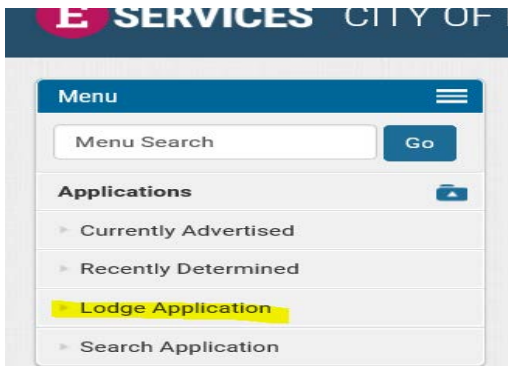 E SERVICES CITY OF
Menu
Menu Search Go
Applications
Currently Advertised
Recently Determined
Lodge Application
Search Application